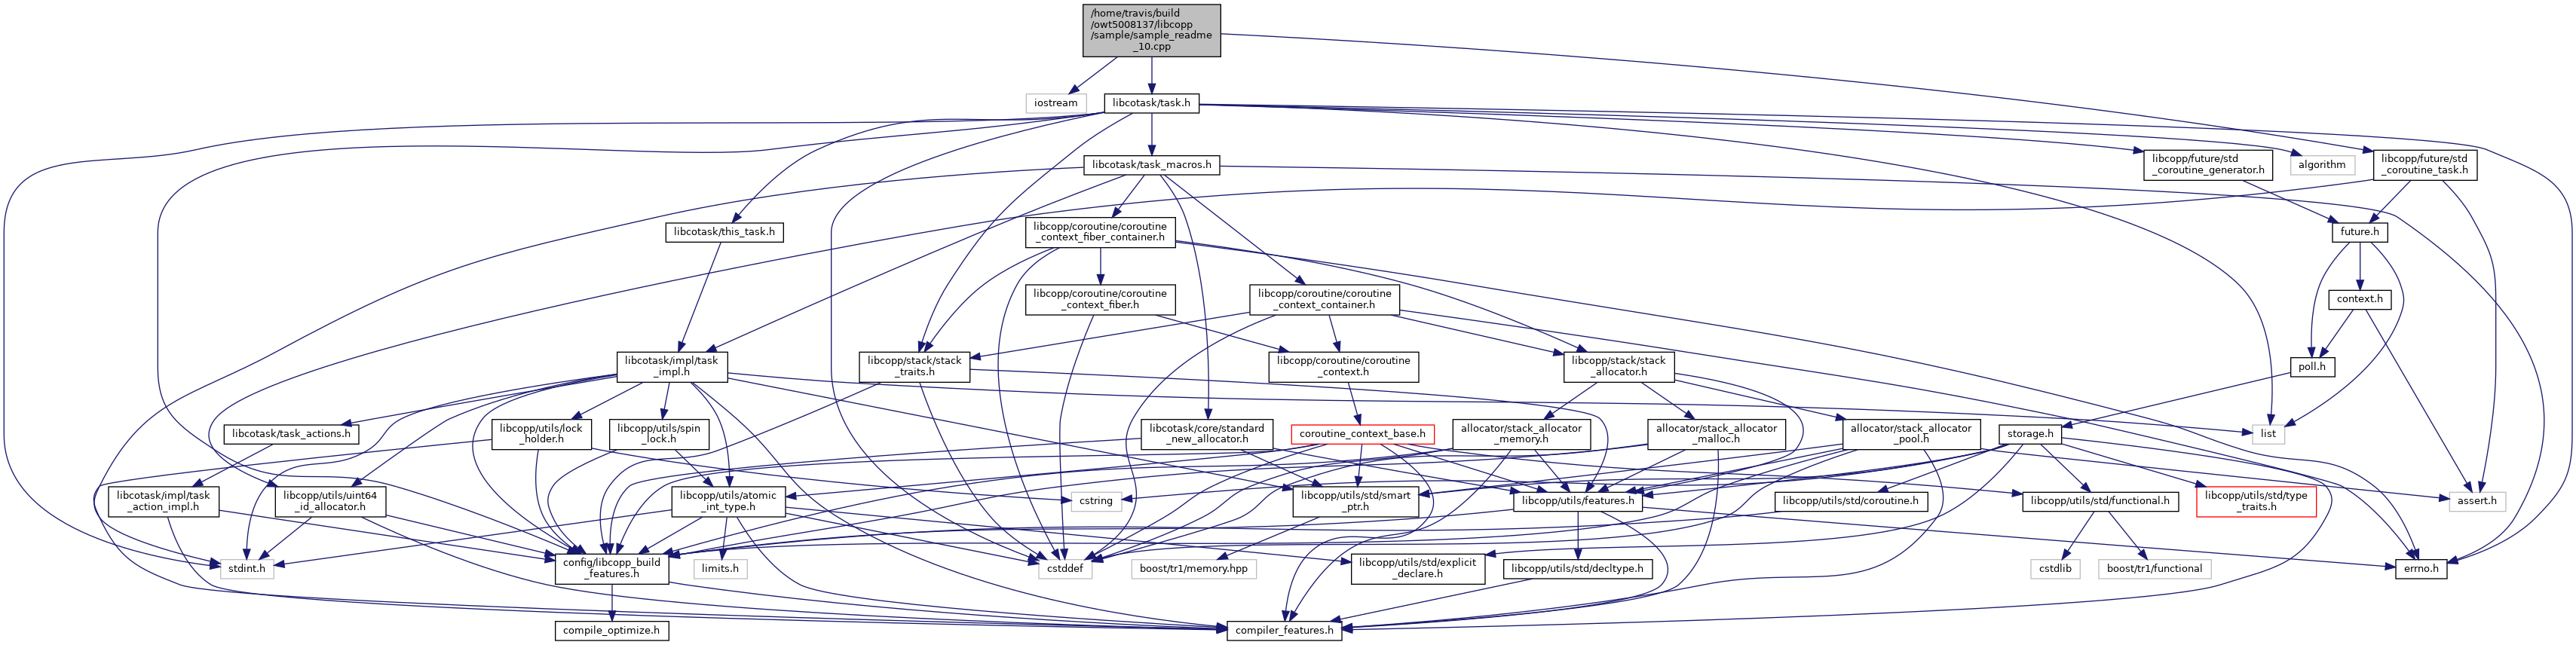 /home/travis/build
/owt5008137/libcopp
/sample/sample_readme
_10.cpp
iostream
libcotask/task.h
libcotask/task_macros.h
libcopp/future/std
_coroutine_generator.h
algorithm
libcopp/future/std
_coroutine_task.h
libcotask/this_task.h
libcopp/coroutine/coroutine
_context_fiber_container.h
future.h
libcopp/coroutine/coroutine
_context_fiber.h
libcopp/coroutine/coroutine
_context_container.h
context.h
libcotask/impl/task
_impl.h
libcopp/stack/stack
_traits.h
libcopp/coroutine/coroutine
_context.h
libcopp/stack/stack
_allocator.h
poll.h
libcotask/task_actions.h
libcopp/utils/lock
_holder.h
libcopp/utils/spin
_lock.h
libcotask/core/standard
_new_allocator.h
coroutine_context_base.h
allocator/stack_allocator
_memory.h
allocator/stack_allocator
_malloc.h
allocator/stack_allocator
_pool.h
storage.h
list
libcotask/impl/task
_action_impl.h
libcopp/utils/uint64
_id_allocator.h
libcopp/utils/atomic
_int_type.h
cstring
libcopp/utils/std/smart
_ptr.h
libcopp/utils/features.h
libcopp/utils/std/coroutine.h
libcopp/utils/std/functional.h
libcopp/utils/std/type
_traits.h
assert.h
stdint.h
config/libcopp_build
_features.h
limits.h
cstddef
boost/tr1/memory.hpp
libcopp/utils/std/explicit
_declare.h
libcopp/utils/std/decltype.h
cstdlib
boost/tr1/functional
errno.h
compile_optimize.h
compiler_features.h